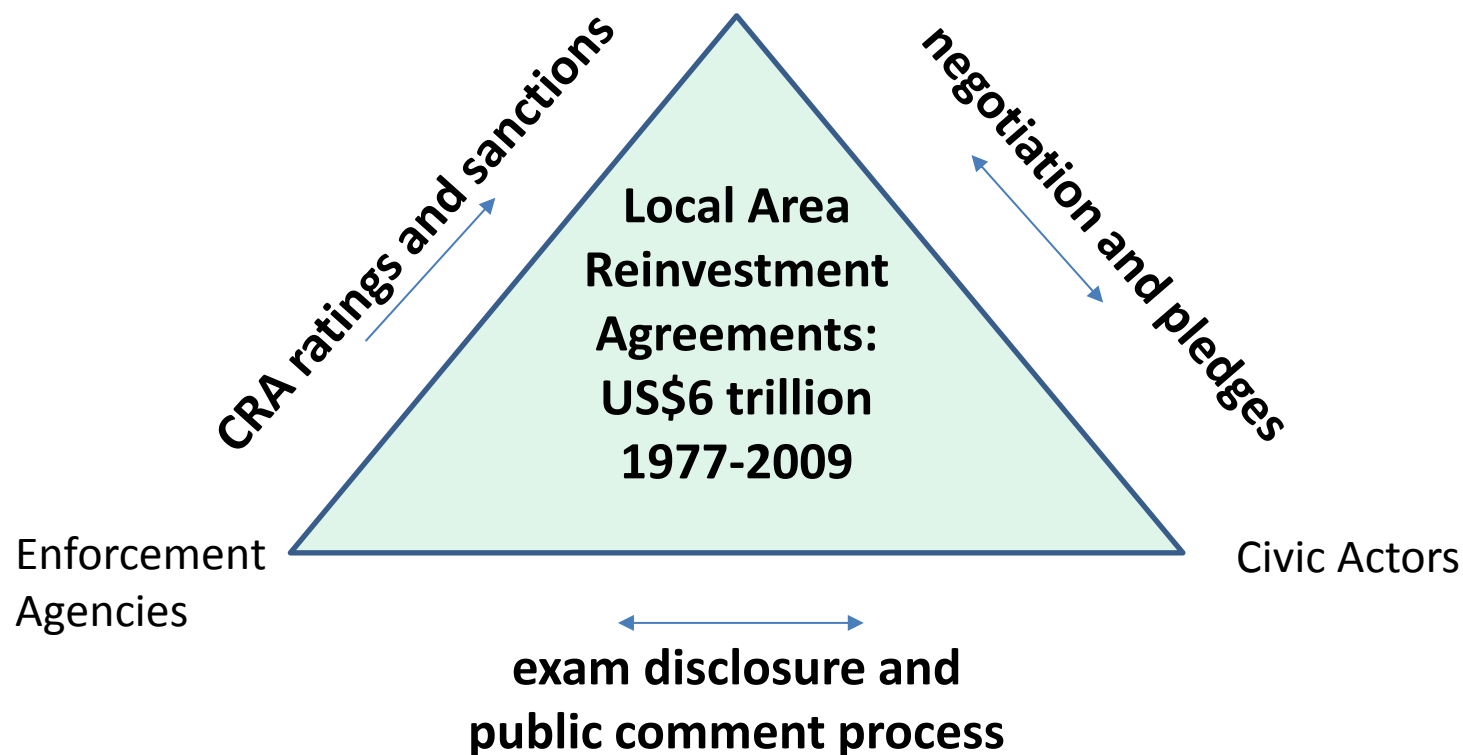 CRA ratings and sanctions
negotiation and pledges
Local Area
Reinvestment
Agreements:
US$6 trillion
1977-2009
Enforcement
Agencies
Civic Actors
exam disclosure and
public comment process